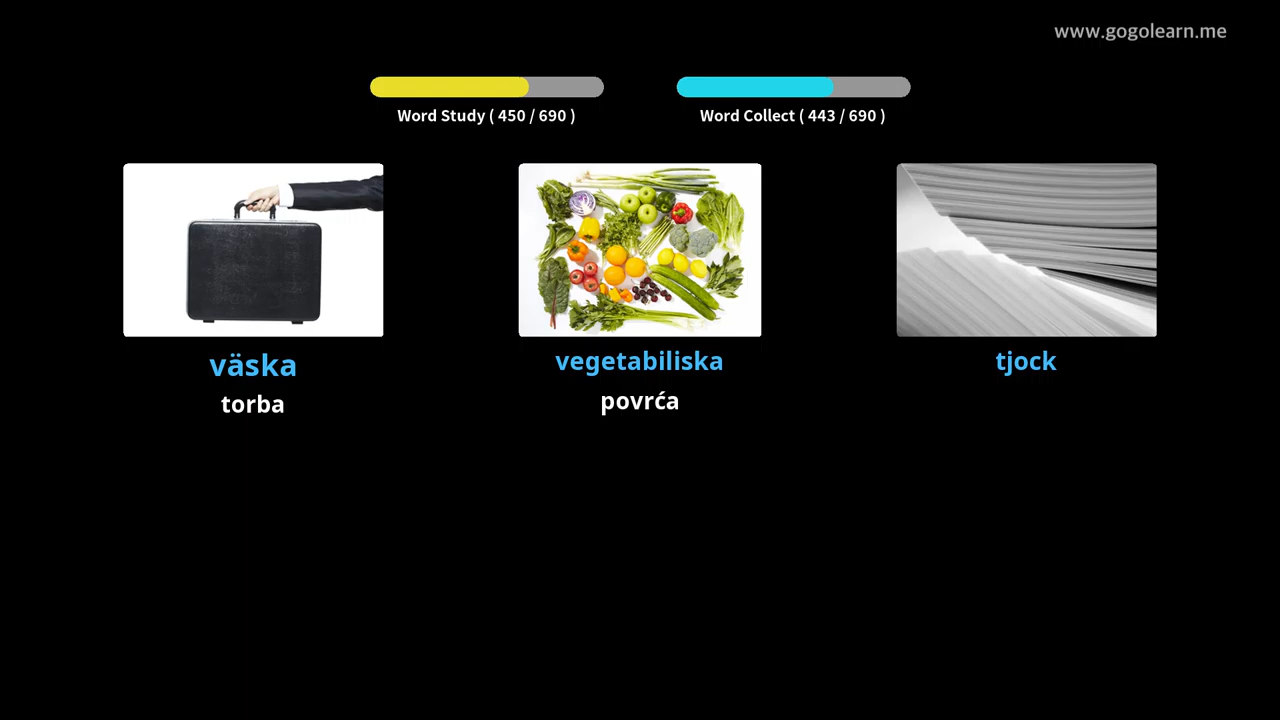 www.gogolearn.me
Word Study ( 450 / 690 )
Word Collect ( 443 / 690 )
väska
torba
vegetabiliska
povrća
tjock